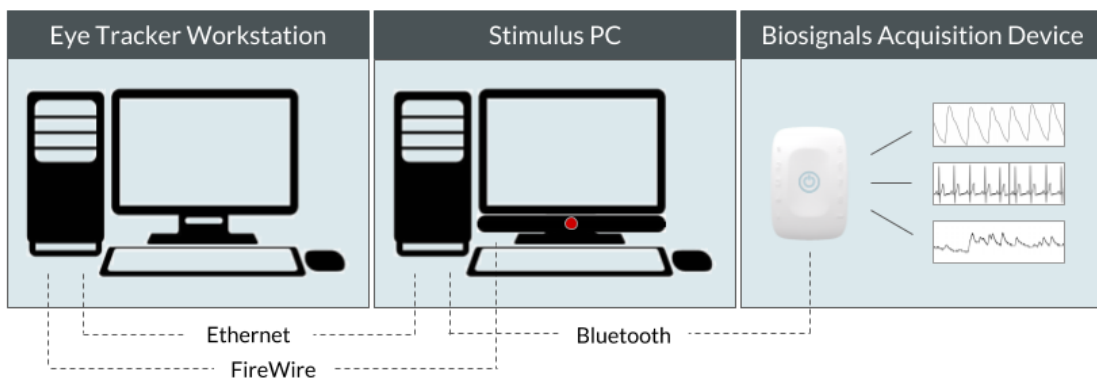 Eye Tracker Workstation
Stimulus PC
Biosignals Acquisition Device
Ethernet
Bluetooth
FireWire